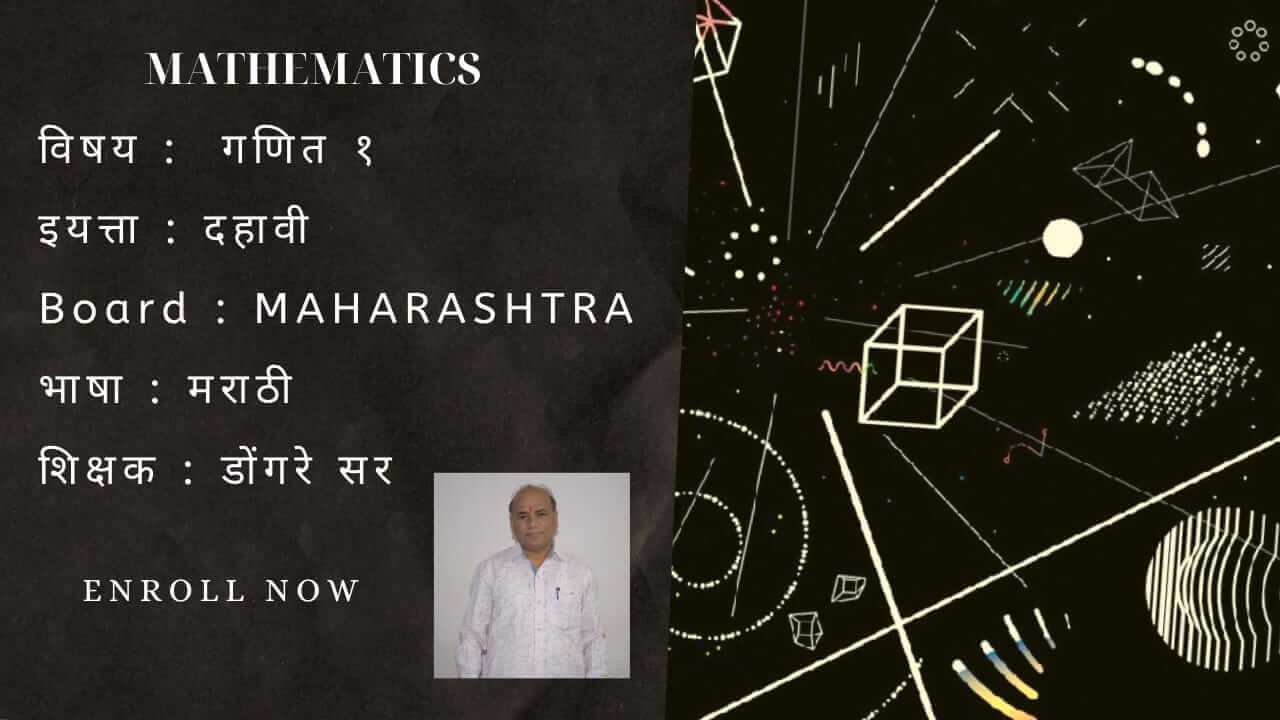 MATHEMATICS
विषय : गणित १
इयत्ता : दहावी
Board : MAHARASHTRA
भाषा : मराठी
शिक्षक : डोंगरे सर
ENROLL NOW